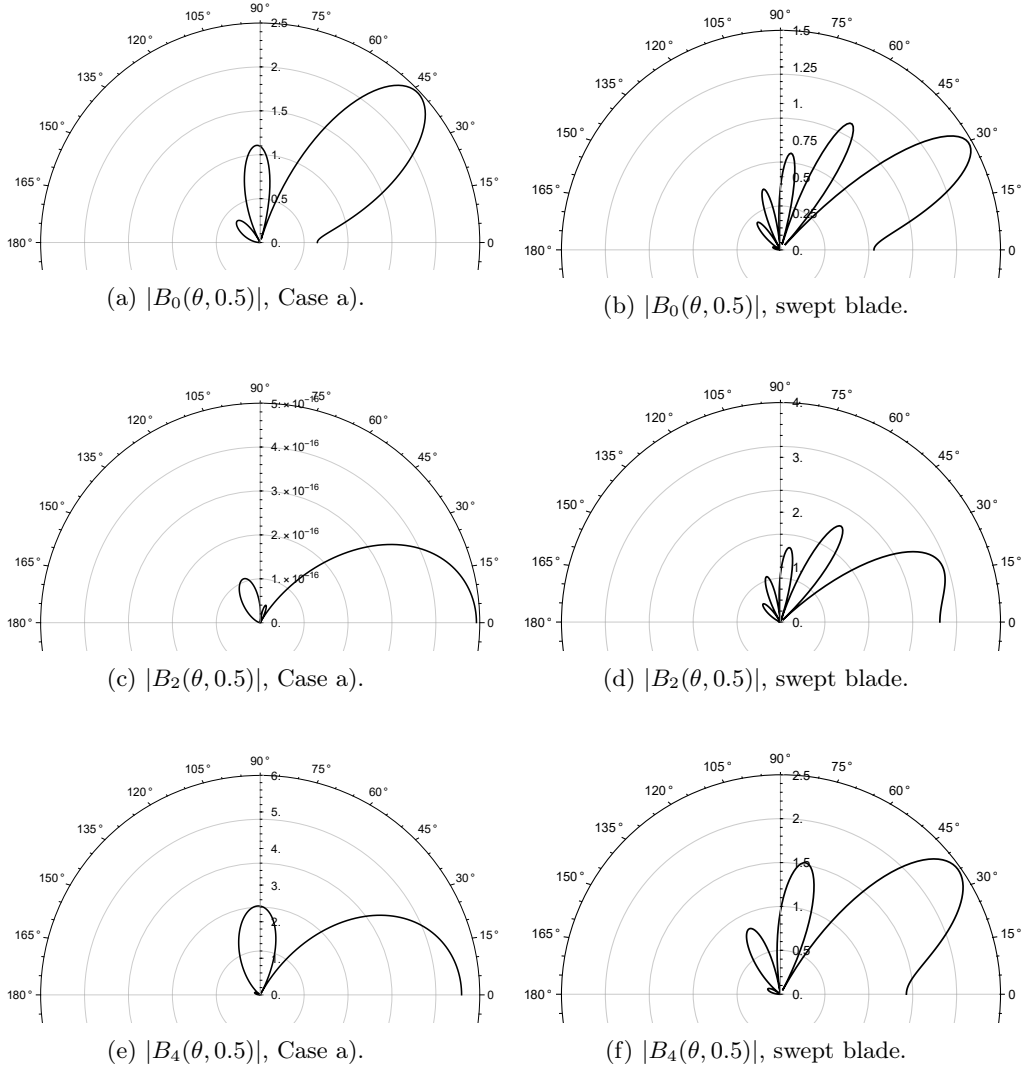 180° 165° 150° 135° 120° 105° 90° 75° 60° 45° 30° 15° 0
0. 0.5 1. 1.5 2. 2.5
(a) |B₀(θ, 0.5)|, Case a).
180° 165° 150° 135° 120° 105° 90° 75° 60° 45° 30° 15° 0
0. 0.25 0.5 0.75 1. 1.25 1.5
(b) |B₀(θ, 0.5)|, swept blade.
180° 165° 150° 135° 120° 105° 90° 75° 60° 45° 30° 15° 0
0. 1.×10⁻¹⁶ 2.×10⁻¹⁶ 3.×10⁻¹⁶ 4.×10⁻¹⁶ 5.×10⁻¹⁶
(c) |B₂(θ, 0.5)|, Case a).
180° 165° 150° 135° 120° 105° 90° 75° 60° 45° 30° 15° 0
0. 1. 2. 3. 4.
(d) |B₂(θ, 0.5)|, swept blade.
180° 165° 150° 135° 120° 105° 90° 75° 60° 45° 30° 15° 0
0. 1. 2. 3. 4. 5. 6.
(e) |B₄(θ, 0.5)|, Case a).
180° 165° 150° 135° 120° 105° 90° 75° 60° 45° 30° 15° 0
0. 0.5 1. 1.5 2. 2.5
(f) |B₄(θ, 0.5)|, swept blade.